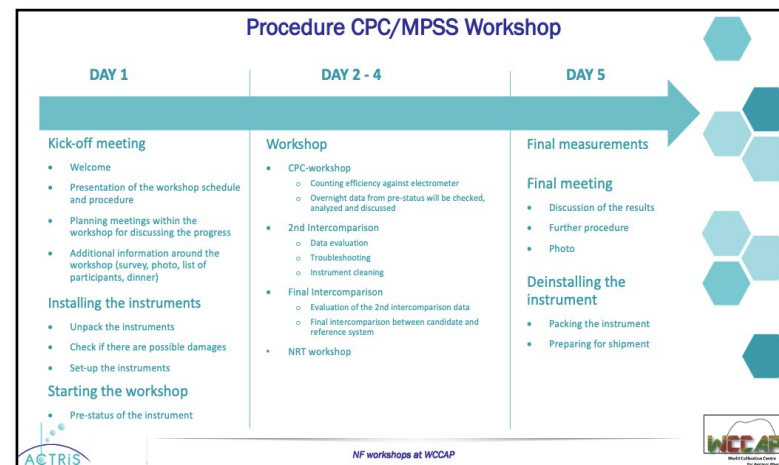 Procedure CPC/MPSS Workshop
DAY 1
Kick-off meeting
• Welcome
• Presentation of the workshop schedule
and procedure
• Planning meetings within the
workshop for discussing the progress
• Additional information around the
workshop (survey, photo, list of
participants, dinner)
Installing the instruments
• Unpack the instruments
• Check if there are possible damages
• Set-up the instruments
Starting the workshop
• Pre-status of the instrument
DAY 2 - 4
Workshop
• CPC-workshop
o Counting efficiency against electrometer
o Overnight data from pre-status will be checked,
analyzed and discussed
• 2nd Intercomparison
o Data evaluation
o Troubleshooting
o Instrument cleaning
• Final Intercomparison
o Evaluation of the 2nd intercomparison data
o Final intercomparison between candidate and
reference system
• NRT workshop
DAY 5
Final measurements
Final meeting
• Discussion of the results
• Further procedure
• Photo
Deinstalling the
instrument
• Packing the instrument
• Preparing for shipment
ACTRiS
NF workshops at WCCAP
WCCAP
World Calibration Centre